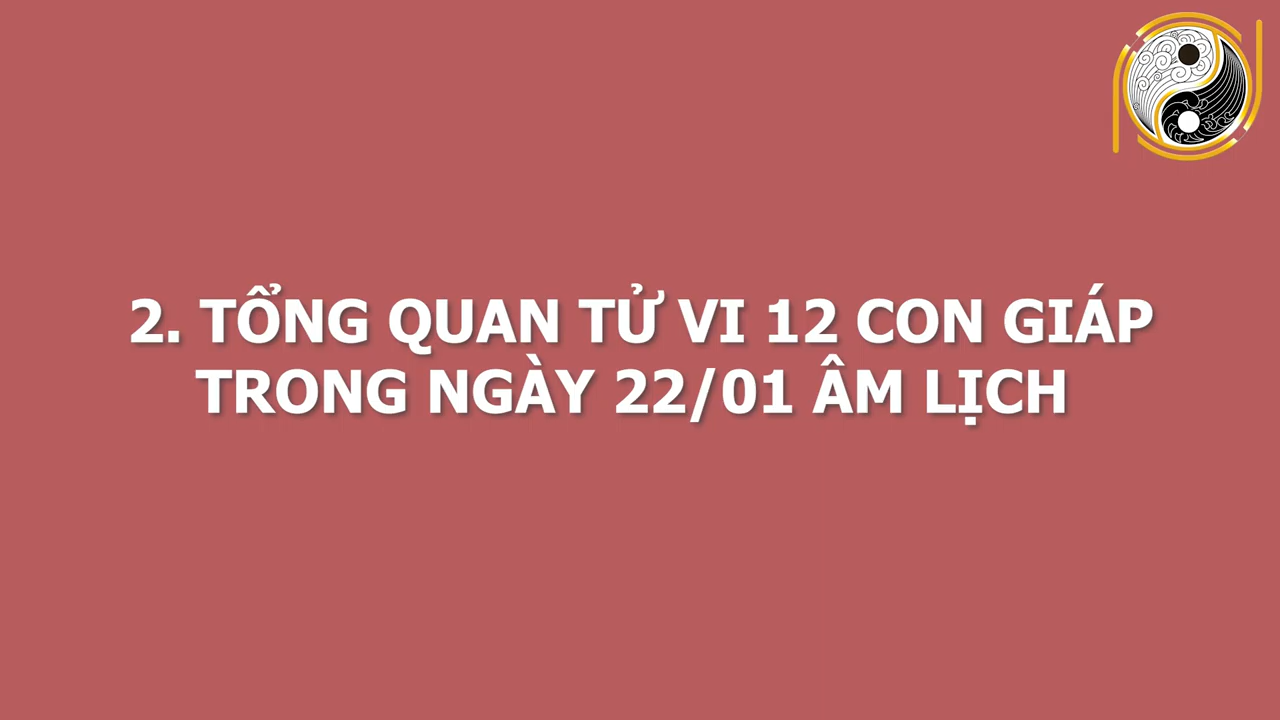 2. TỔNG QUAN TỬ VI 12 CON GIÁP
TRONG NGÀY 22/01 ÂM LỊCH